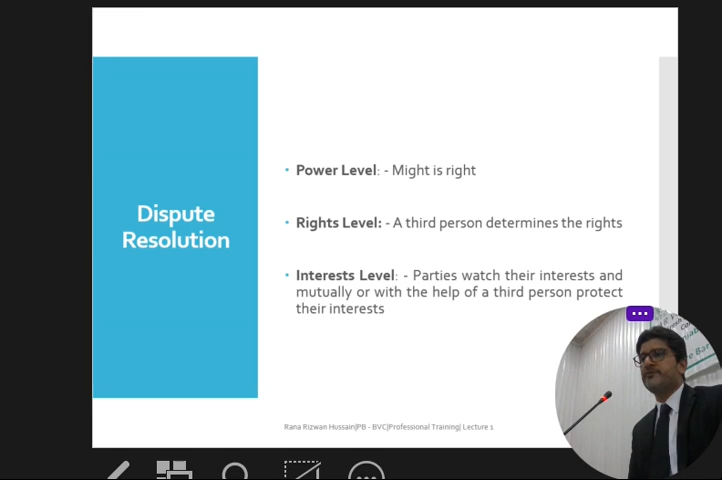 Dispute
Resolution
• Power Level: - Might is right
• Rights Level: - A third person determines the rights
• Interests Level: - Parties watch their interests and
mutually or with the help of a third person protect
their interests
Rana Rizwan Hussain|PB - BVC|Professional Training| Lecture 1